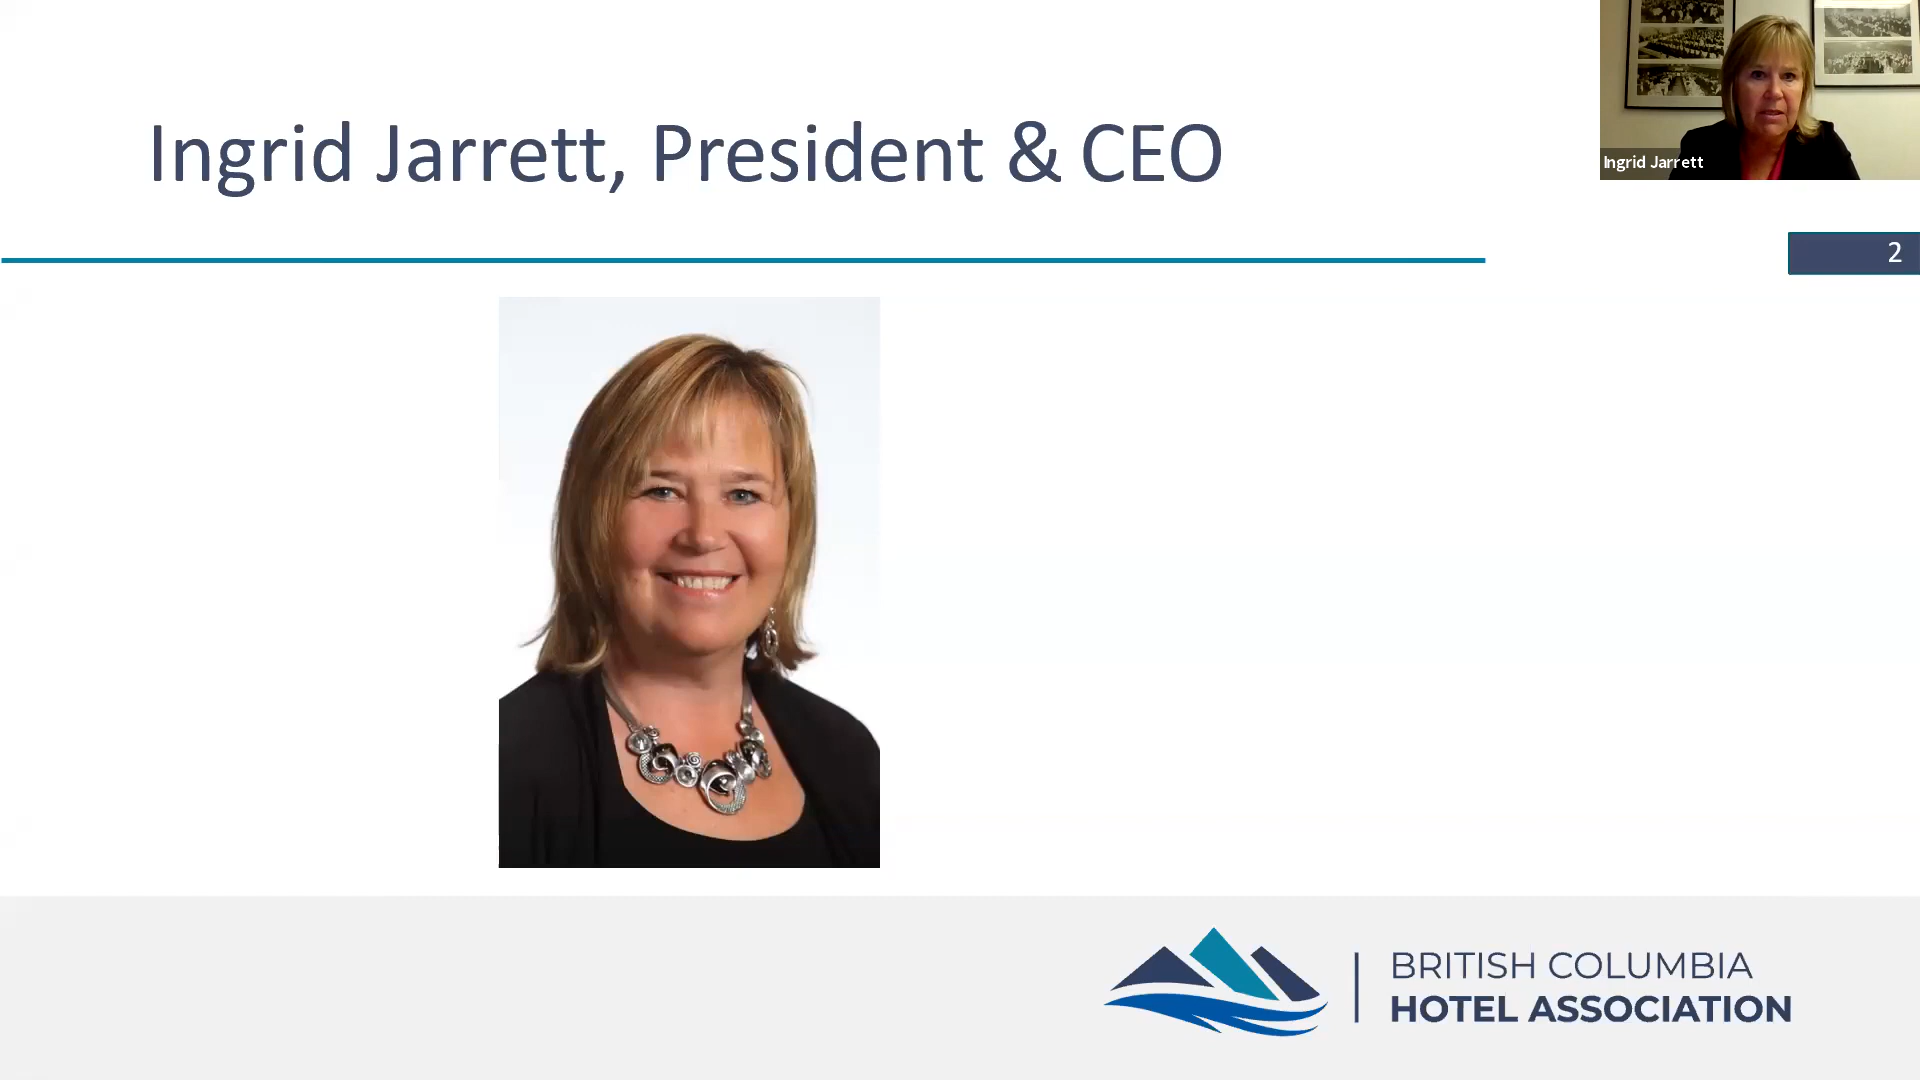 Ingrid Jarrett, President & CEO
Ingrid Jarrett
2
BRITISH COLUMBIA
HOTEL ASSOCIATION